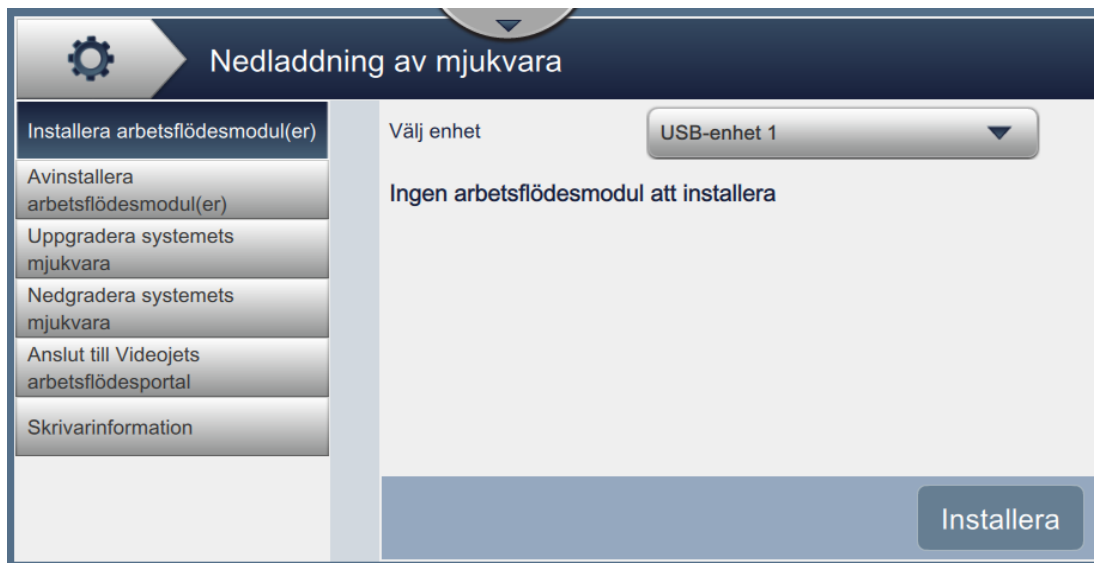 Nedladdning av mjukvara
Installera arbetsflödesmodul(er)
Avinstallera
arbetsflödesmodul(er)
Uppgradera systemets
mjukvara
Nedgradera systemets
mjukvara
Anslut till Videojets
arbetsflödesportal
Skrivarinformation
Välj enhet
USB-enhet 1
Ingen arbetsflödesmodul att installera
Installera